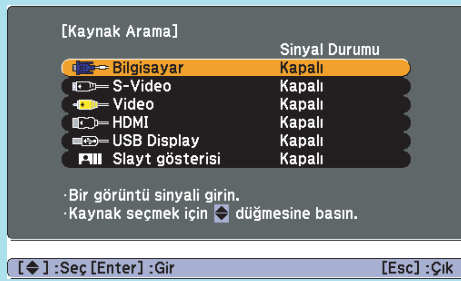 [Kaynak Arama]
Sinyal Durumu
Bilgisayar Kapalı
S-Video Kapalı
Video Kapalı
HDMI Kapalı
USB Display Kapalı
Slayt gösterisi Kapalı
·Bir görüntü sinyali girin.
·Kaynak seçmek için düğmesine basın.
[ ] :Seç [Enter] :Gir [Esc] :Çık